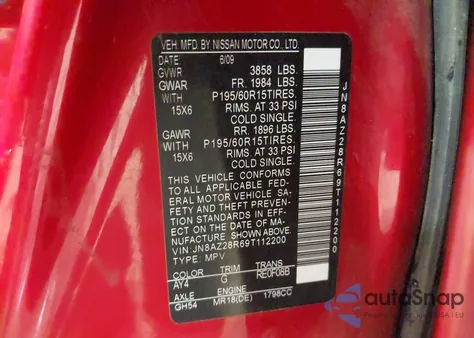 VEH. MFD BY NISSAN MOTOR CO., LTD.
DATE 6/09
GVWR 3858 LBS.
GWAR FR. 1984 LBS.
WITH P195/60R15TIRES.
15X6 RIMS. AT 33 PSI
COLD SINGLE.
GAWR RR. 1896 LBS.
WITH P195/60R15TIRES.
15X6 RIMS. AT 33 PSI
COLD SINGLE.
THIS VEHICLE CONFORMS
TO ALL APPLICABLE FED-
ERAL MOTOR VEHICLE SA-
FETY AND THEFT PREVEN-
TION STANDARDS IN EFF-
ECT ON THE DATE OF MA-
NUFACTURE SHOWN ABOVE.
VIN: JN8AZ28R69T112200
TYPE: MPV
COLOR TRIM TRANS
AY4 G RE0F08B
AXLE ENGINE
GH54 MR18(DE) 1798CC
JN8AZ28R69T112200
autoSnap